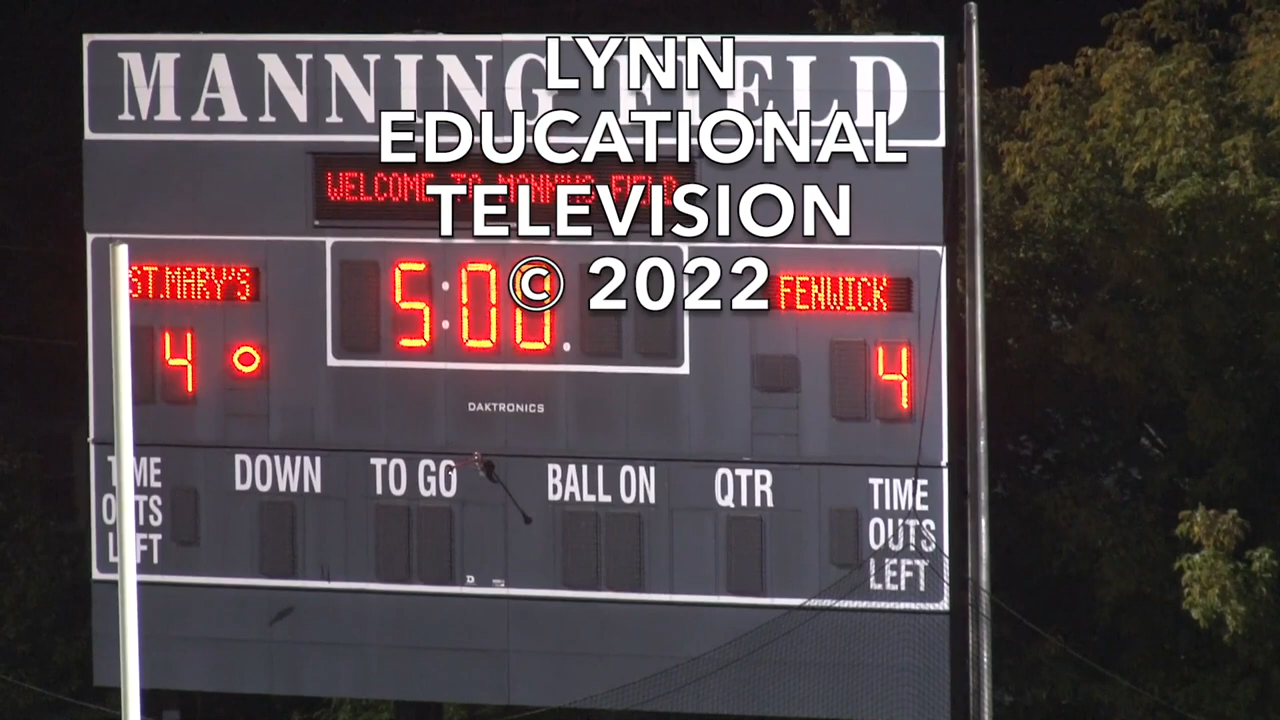 MANNING FIELD
LYNN
EDUCATIONAL
TELEVISION
© 2022
WELCOME TO MANNING FIELD
ST.MARY'S
5:00
FENWICK
4
4
DAKTRONICS
TIME
OUTS
LEFT
DOWN
TO GO
BALL ON
QTR
TIME
OUTS
LEFT